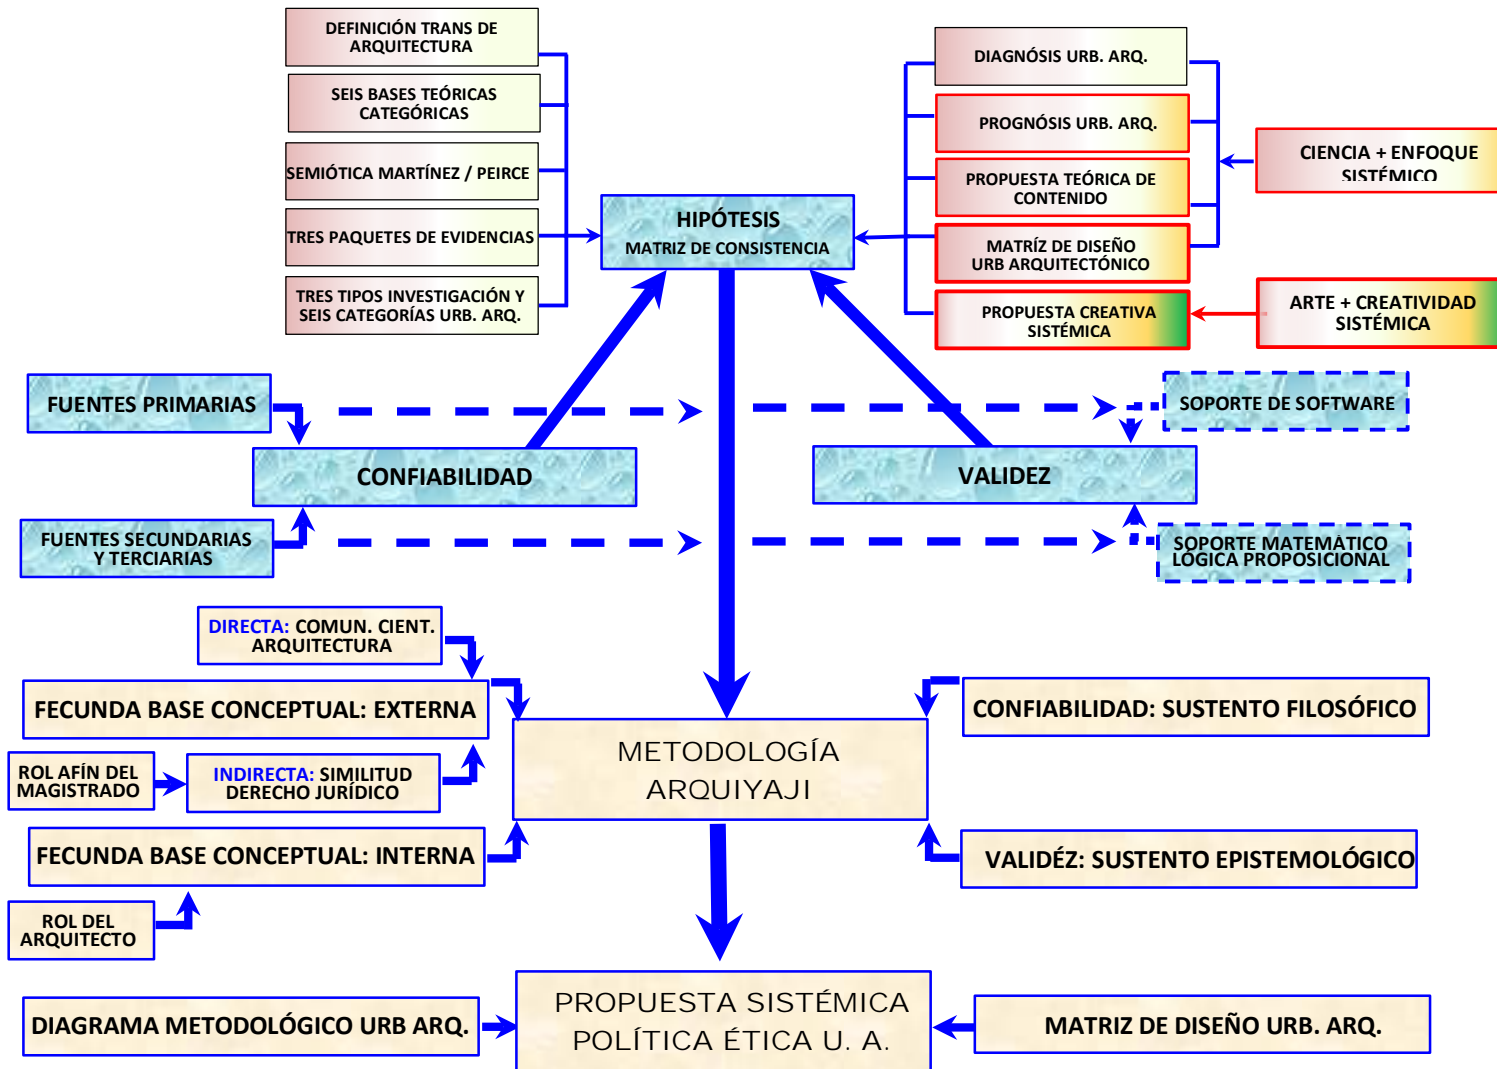 DEFINICIÓN TRANS DE
ARQUITECTURA
SEIS BASES TEÓRICAS
CATEGÓRICAS
SEMIÓTICA MARTÍNEZ / PEIRCE
TRES PAQUETES DE EVIDENCIAS
TRES TIPOS INVESTIGACIÓN Y
SEIS CATEGORÍAS URB. ARQ.
HIPÓTESIS
MATRIZ DE CONSISTENCIA
DIAGNÓSIS URB. ARQ.
PROGNÓSIS URB. ARQ.
PROPUESTA TEÓRICA DE
CONTENIDO
MATRÍZ DE DISEÑO
URB ARQUITECTÓNICO
PROPUESTA CREATIVA
SISTÉMICA
CIENCIA + ENFOQUE
SISTÉMICO
ARTE + CREATIVIDAD
SISTÉMICA
FUENTES PRIMARIAS
CONFIABILIDAD
FUENTES SECUNDARIAS
Y TERCIARIAS
SOPORTE DE SOFTWARE
VALIDEZ
SOPORTE MATEMÁTICO
LÓGICA PROPOSICIONAL
DIRECTA: COMUN. CIENT.
ARQUITECTURA
FECUNDA BASE CONCEPTUAL: EXTERNA
ROL AFÍN DEL
MAGISTRADO
INDIRECTA: SIMILITUD
DERECHO JURÍDICO
FECUNDA BASE CONCEPTUAL: INTERNA
ROL DEL
ARQUITECTO
METODOLOGÍA
ARQUIYAJI
CONFIABILIDAD: SUSTENTO FILOSÓFICO
VALIDÉZ: SUSTENTO EPISTEMOLÓGICO
DIAGRAMA METODOLÓGICO URB ARQ.
PROPUESTA SISTÉMICA
POLÍTICA ÉTICA U. A.
MATRIZ DE DISEÑO URB. ARQ.